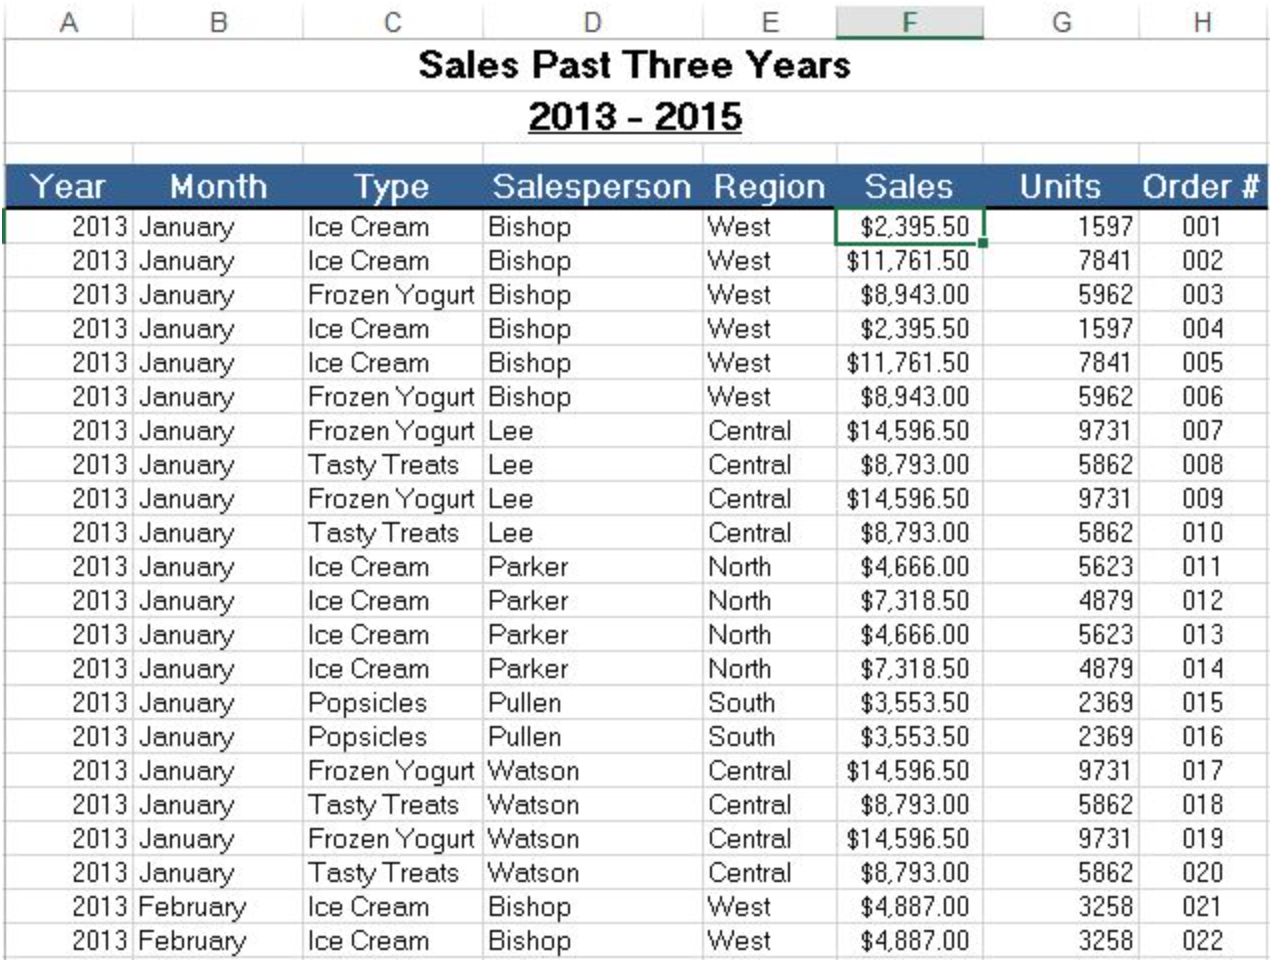 A B C D E F G H
Sales Past Three Years
2013 - 2015
Year Month Type Salesperson Region Sales Units Order #
2013 January Ice Cream Bishop West $2,395.50 1597 001
2013 January Ice Cream Bishop West $11,761.50 7841 002
2013 January Frozen Yogurt Bishop West $8,943.00 5962 003
2013 January Ice Cream Bishop West $2,395.50 1597 004
2013 January Ice Cream Bishop West $11,761.50 7841 005
2013 January Frozen Yogurt Bishop West $8,943.00 5962 006
2013 January Frozen Yogurt Lee Central $14,596.50 9731 007
2013 January Tasty Treats Lee Central $8,793.00 5862 008
2013 January Frozen Yogurt Lee Central $14,596.50 9731 009
2013 January Tasty Treats Lee Central $8,793.00 5862 010
2013 January Ice Cream Parker North $4,666.00 5623 011
2013 January Ice Cream Parker North $7,318.50 4879 012
2013 January Ice Cream Parker North $4,666.00 5623 013
2013 January Ice Cream Parker North $7,318.50 4879 014
2013 January Popsicles Pullen South $3,553.50 2369 015
2013 January Popsicles Pullen South $3,553.50 2369 016
2013 January Frozen Yogurt Watson Central $14,596.50 9731 017
2013 January Tasty Treats Watson Central $8,793.00 5862 018
2013 January Frozen Yogurt Watson Central $14,596.50 9731 019
2013 January Tasty Treats Watson Central $8,793.00 5862 020
2013 February Ice Cream Bishop West $4,887.00 3258 021
2013 February Ice Cream Bishop West $4,887.00 3258 022